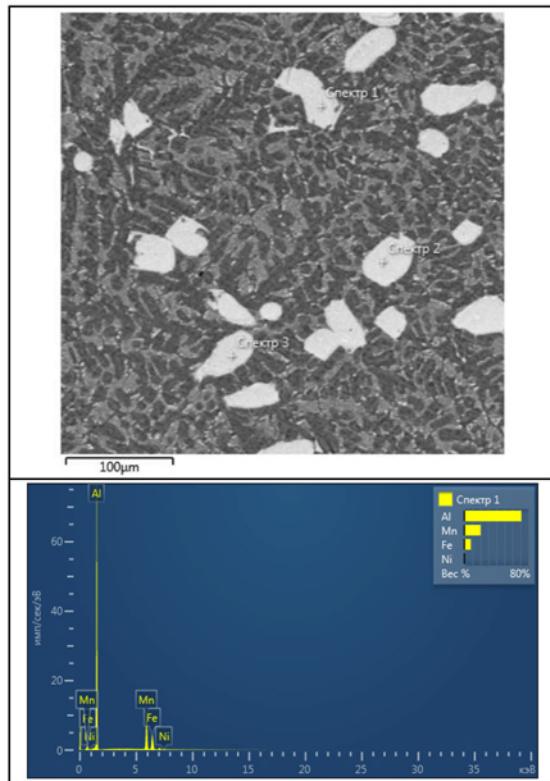 Спектр 1
Спектр 2
Спектр 3
100µm
Al
Спектр 1
Al
Mn
Fe
Ni
Вес % 80%
60
40
20
0
имп/сек/эВ
Mn Mn
Fe Fe
Ni Ni
0 5 10 15 20 25 30 35 кэВ